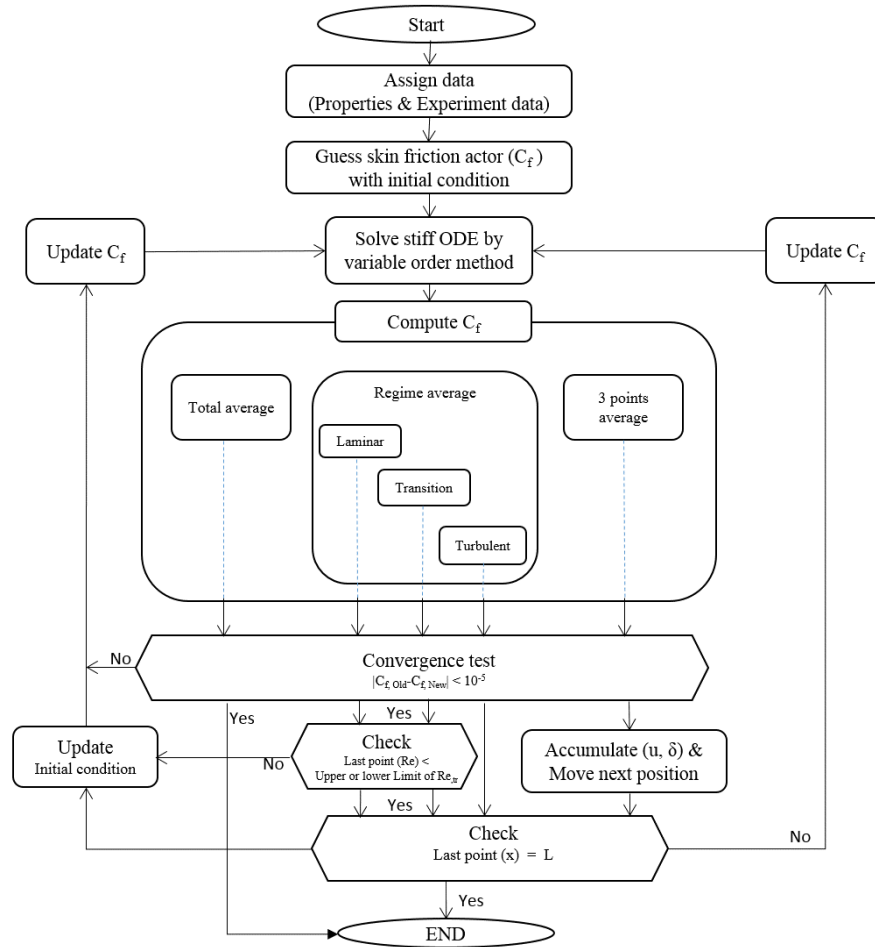 Start
Assign data
(Properties & Experiment data)
Guess skin friction actor (Cf )
with initial condition
Update Cf
Solve stiff ODE by
variable order method
Update Cf
Compute Cf
Total average
Regime average
3 points
average
Laminar
Transition
Turbulent
No
Convergence test
|Cf, Old-Cf, New| < 10-5
Yes
Yes
Update
Initial condition
No
Check
Last point (Re) <
Upper or lower Limit of Re,tr
Accumulate (u, δ) &
Move next position
Yes
Check
Last point (x) = L
No
Yes
END